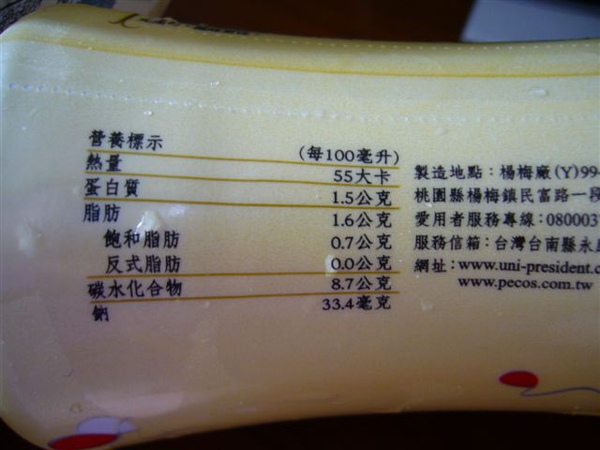 營養標示 (每100毫升)
熱量 55大卡
蛋白質 1.5公克
脂肪 1.6公克
飽和脂肪 0.7公克
反式脂肪 0.0公克
碳水化合物 8.7公克
鈉 33.4毫克
製造地點:楊梅廠(Y)99-
桃園縣楊梅鎮民富路一段
愛用者服務專線:0800037
服務信箱:台灣台南縣永
網址:www.uni-president.c
www.pecos.com.tw